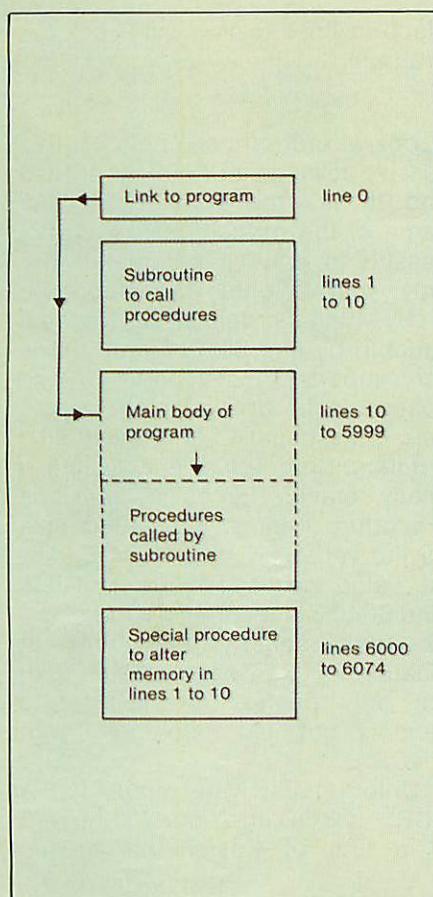 Link to program
line 0
Subroutine
to call
procedures
lines 1
to 10
Main body of
program
lines 10
to 5999
Procedures
called by
subroutine
Special procedure
to alter
memory in
lines 1 to 10
lines 6000
to 6074